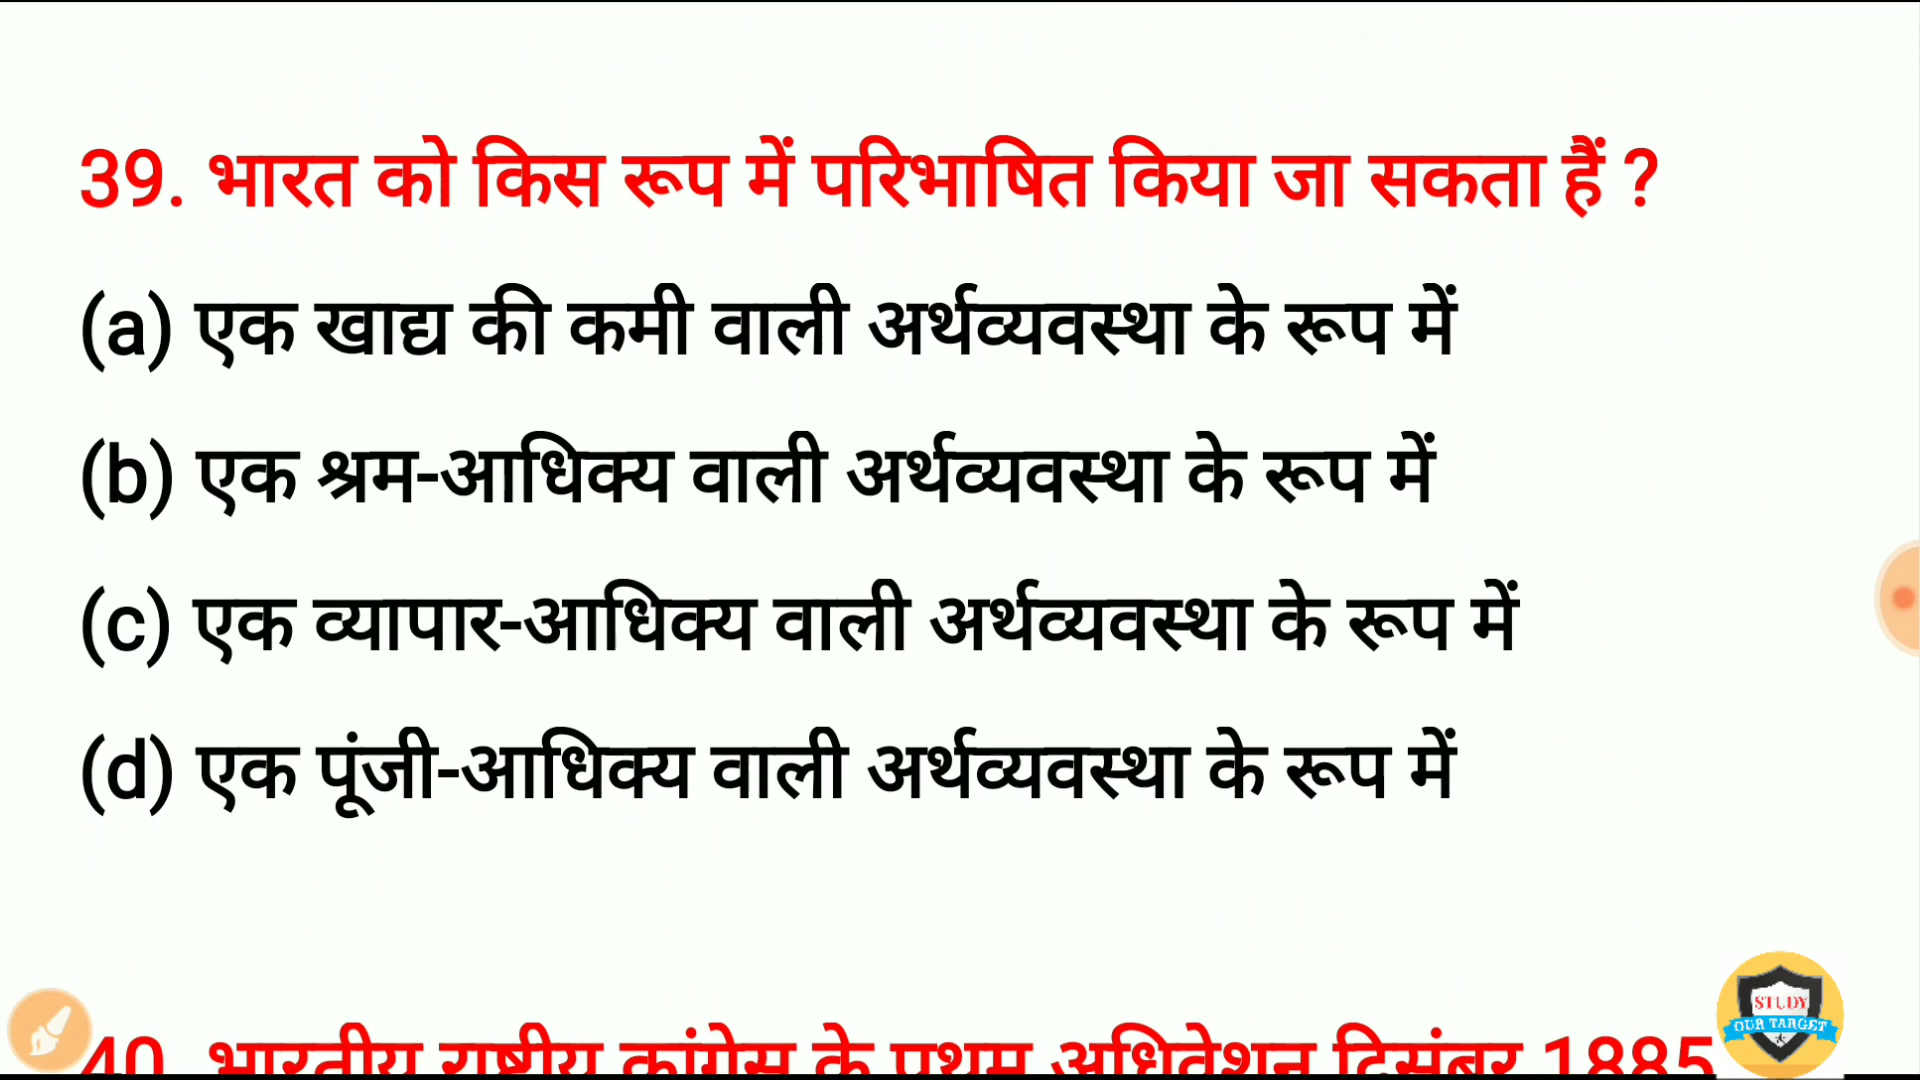 39. भारत को किस रूप में परिभाषित किया जा सकता हैं ?
(a) एक खाद्य की कमी वाली अर्थव्यवस्था के रूप में
(b) एक श्रम-आधिक्य वाली अर्थव्यवस्था के रूप में
(c) एक व्यापार-आधिक्य वाली अर्थव्यवस्था के रूप में
(d) एक पूंजी-आधिक्य वाली अर्थव्यवस्था के रूप में
40. भारतीय राष्ट्रीय कांग्रेस के प्रथम अधिवेशन दिसंबर 1885
STUDY
OUR TARGET